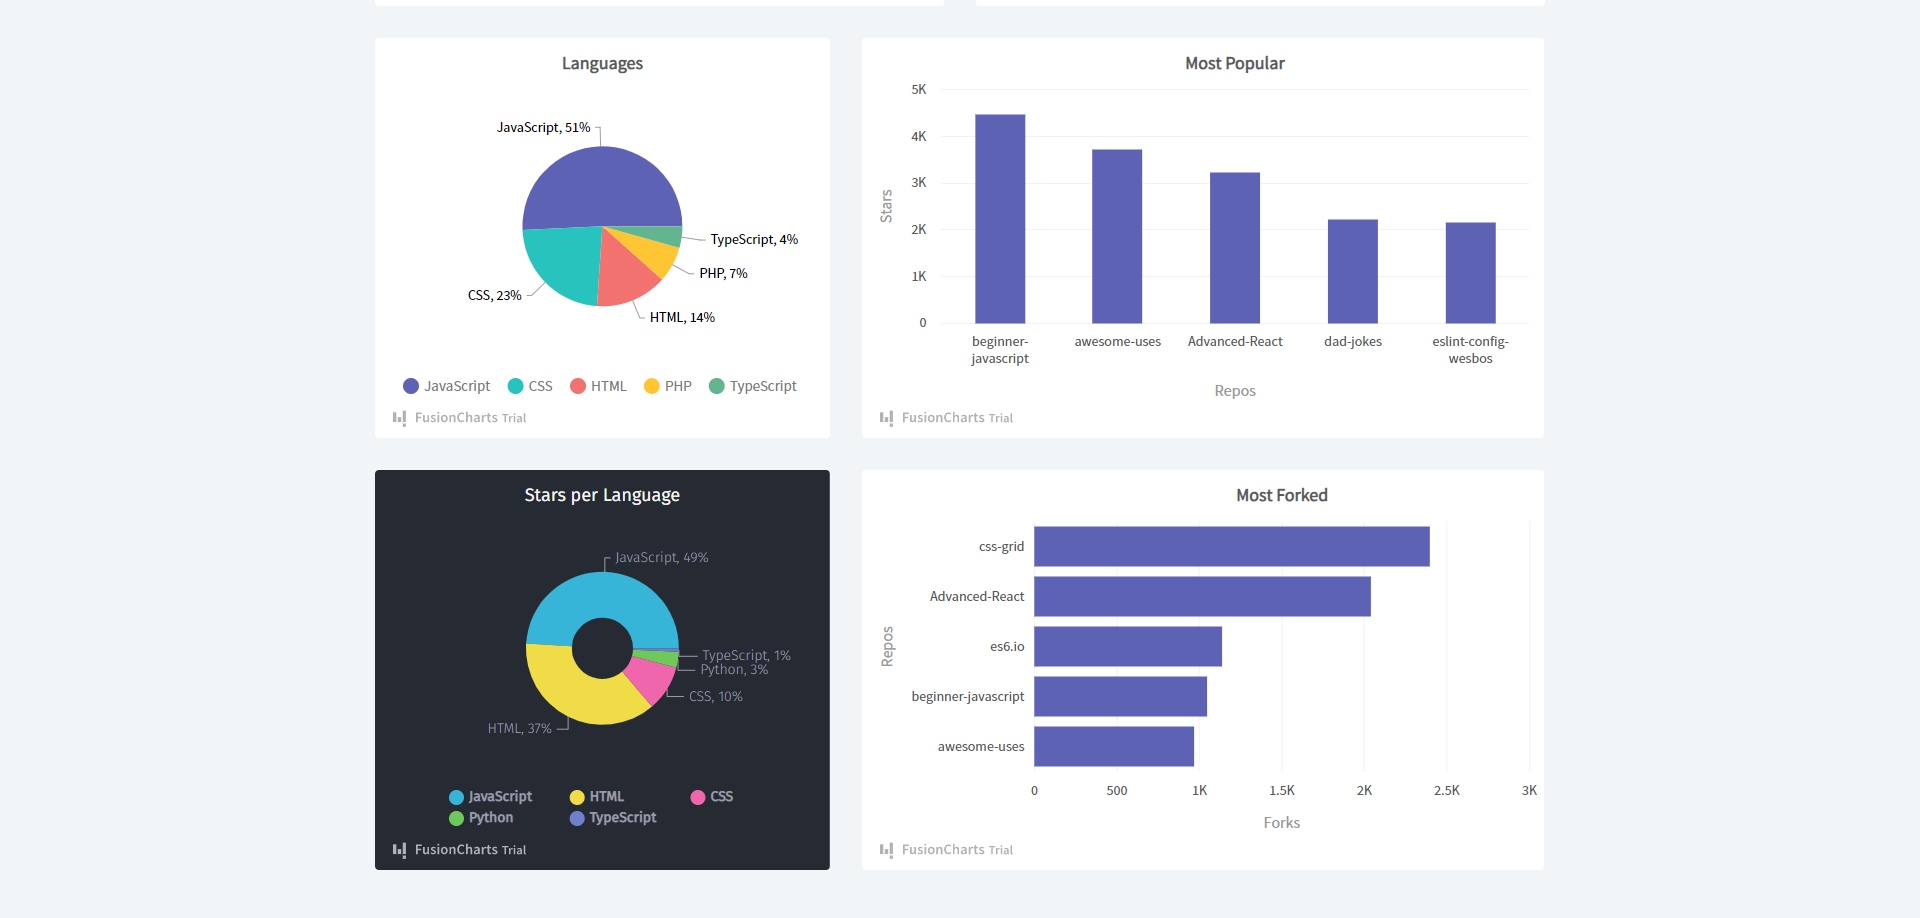 Languages
JavaScript, 51%
TypeScript, 4%
PHP, 7%
CSS, 23%
HTML, 14%
JavaScript CSS HTML PHP TypeScript
FusionCharts Trial
Most Popular
5K
4K
3K
2K
1K
0
Stars
beginner-javascript
awesome-uses
Advanced-React
dad-jokes
eslint-config-wesbos
Repos
FusionCharts Trial
Stars per Language
JavaScript, 49%
TypeScript, 1%
Python, 3%
CSS, 10%
HTML, 37%
JavaScript HTML CSS
Python TypeScript
FusionCharts Trial
Most Forked
css-grid
Advanced-React
es6.io
beginner-javascript
awesome-uses
Repos
0 500 1K 1.5K 2K 2.5K 3K
Forks
FusionCharts Trial